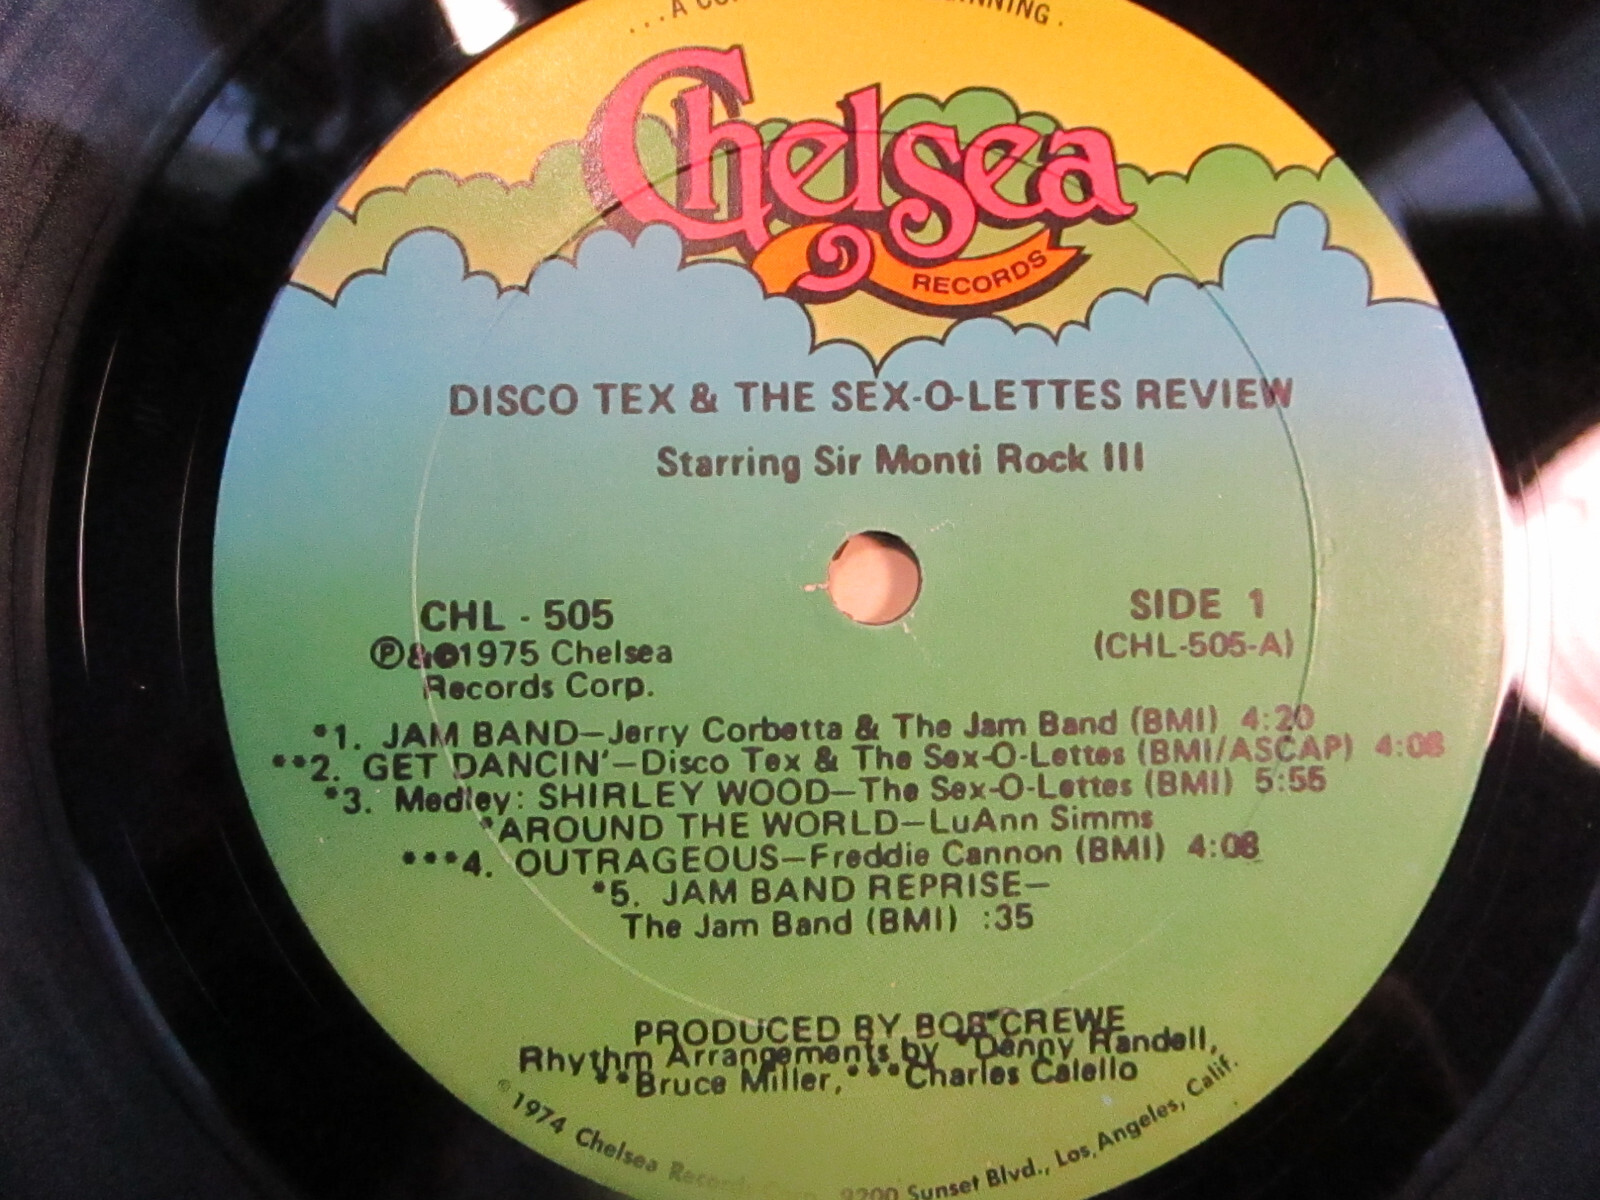 ...A
Chelsea
RECORDS
DISCO TEX & THE SEX-O-LETTES REVIEW
Starring Sir Monti Rock III
CHL - 505
SIDE 1
Ⓟ&©1975 Chelsea
(CHL-505-A)
Records Corp.
*1. JAM BAND—Jerry Corbetta & The Jam Band (BMI) 4:20
**2. GET DANCIN'—Disco Tex & The Sex-O-Lettes (BMI/ASCAP) 4:08
*3. Medley: SHIRLEY WOOD—The Sex-O-Lettes (BMI) 5:55
*AROUND THE WORLD—LuAnn Simms
***4. OUTRAGEOUS—Freddie Cannon (BMI) 4:08
*5. JAM BAND REPRISE—
The Jam Band (BMI) :35
PRODUCED BY BOB CREWE
Rhythm Arrangements by *Denny Randell,
**Bruce Miller, ***Charles Calello
©1974 Chelsea Records 9200 Sunset Blvd., Los Angeles, Calif.